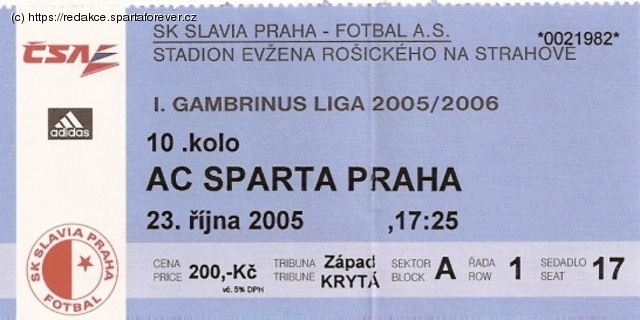 (c) https://redakce.spartaforever.cz
SK SLAVIA PRAHA - FOTBAL A.S.
*0021982*
ČSA
STADION EVŽENA ROŠICKÉHO NA STRAHOVĚ
I. GAMBRINUS LIGA 2005/2006
adidas
10 .kolo
AC SPARTA PRAHA
23. října 2005 ,17:25
SK SLAVIA PRAHA
FOTBAL
CENA
PRICE
200,-Kč
vč. 5% DPH
TRIBUNA
TRIBUNE
Západ
KRYTÁ
SEKTOR
BLOCK
A
ŘADA
ROW
1
SEDADLO
SEAT
17